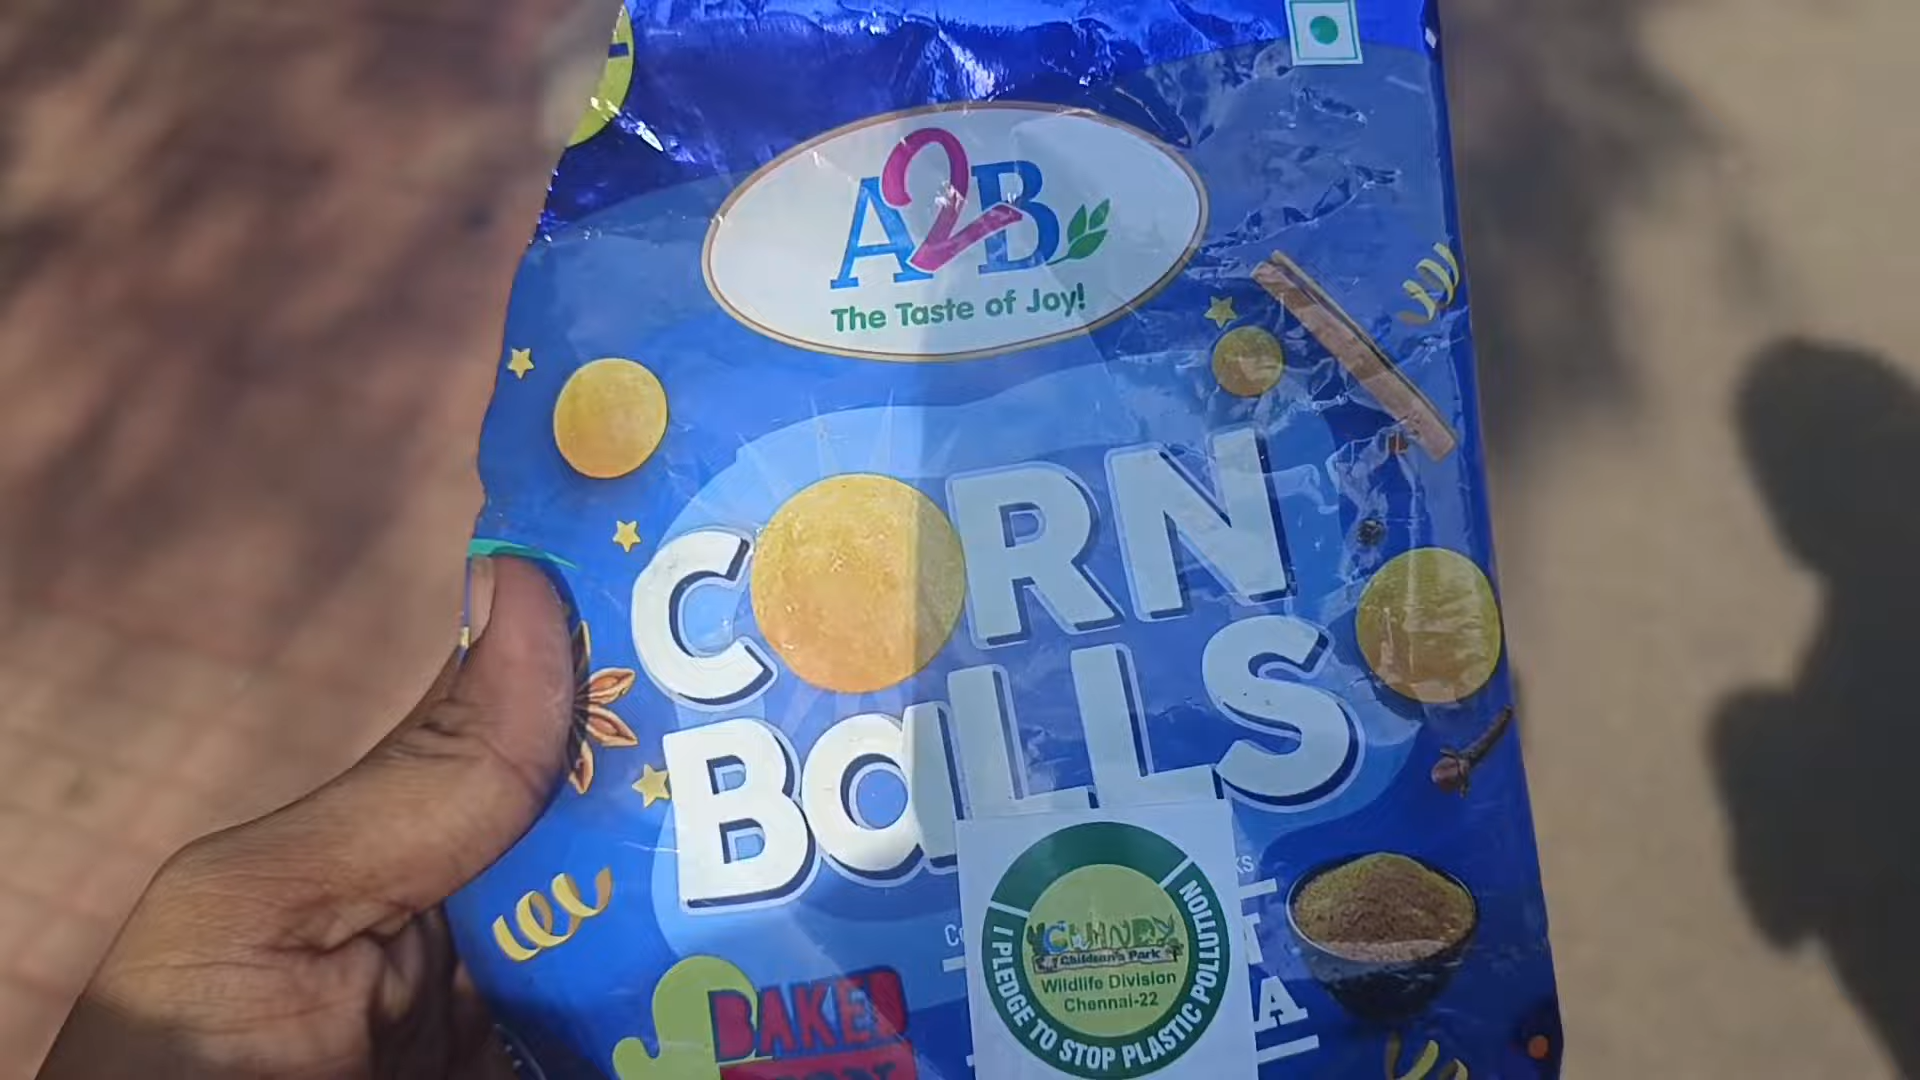 A2B
The Taste of Joy!
CORN
BaLLS
I PLEDGE TO STOP PLASTIC POLLUTION
GUINDY
Children's Park
Wildlife Division
Chennai-22
BAKED